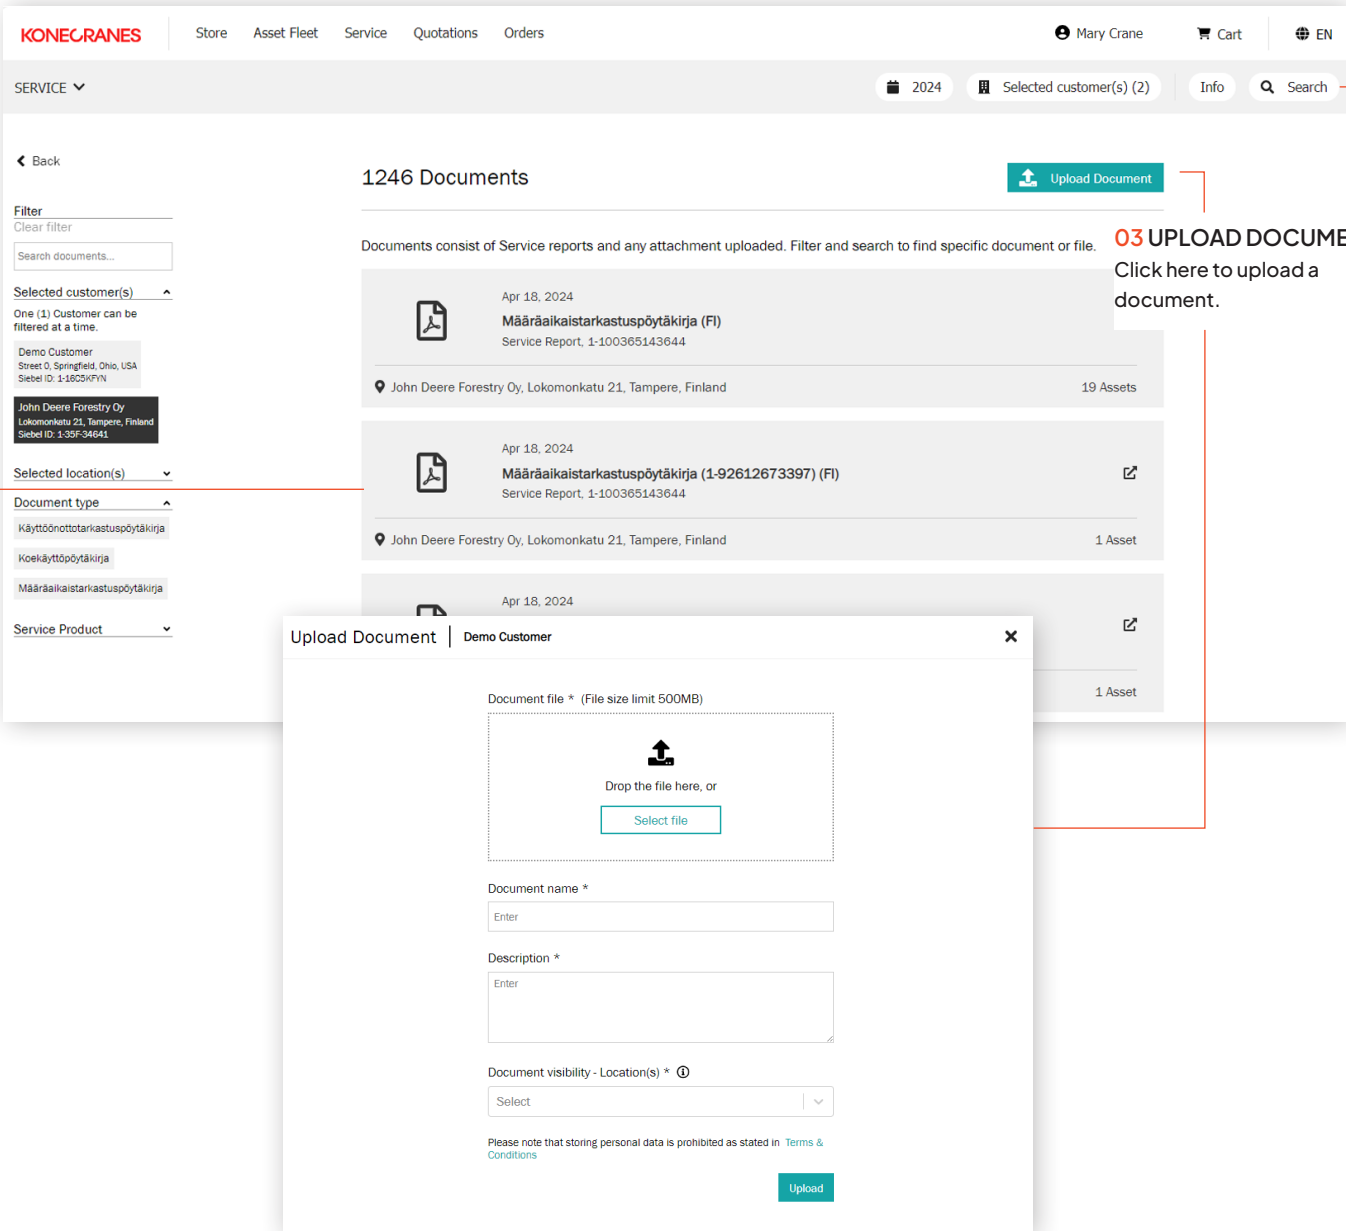 KONECRANES
Store Asset Fleet Service Quotations Orders
Mary Crane Cart EN
SERVICE
2024 Selected customer(s) (2) Info Search
Back
1246 Documents
Upload Document
Filter
Clear filter
Search documents...
Selected customer(s)
One (1) Customer can be
filtered at a time.
Demo Customer
Street 0, Springfield, Ohio, USA
Siebel ID: 1-16C5KFYN
John Deere Forestry Oy
Lokomonkatu 21, Tampere, Finland
Siebel ID: 1-35F-34641
Selected location(s)
Document type
Käyttöönottotarkastuspöytäkirja
Koekäyttöpöytäkirja
Määräaikaistarkastuspöytäkirja
Service Product
Documents consist of Service reports and any attachment uploaded. Filter and search to find specific document or file.
Apr 18, 2024
Määräaikaistarkastuspöytäkirja (FI)
Service Report, 1-100365143644
John Deere Forestry Oy, Lokomonkatu 21, Tampere, Finland
19 Assets
Apr 18, 2024
Määräaikaistarkastuspöytäkirja (1-92612673397) (FI)
Service Report, 1-100365143644
John Deere Forestry Oy, Lokomonkatu 21, Tampere, Finland
1 Asset
Apr 18, 2024
1 Asset
03 UPLOAD DOCUME
Click here to upload a
document.
Upload Document Demo Customer
Document file * (File size limit 500MB)
Drop the file here, or
Select file
Document name *
Enter
Description *
Enter
Document visibility - Location(s) *
Select
Please note that storing personal data is prohibited as stated in Terms &
Conditions
Upload